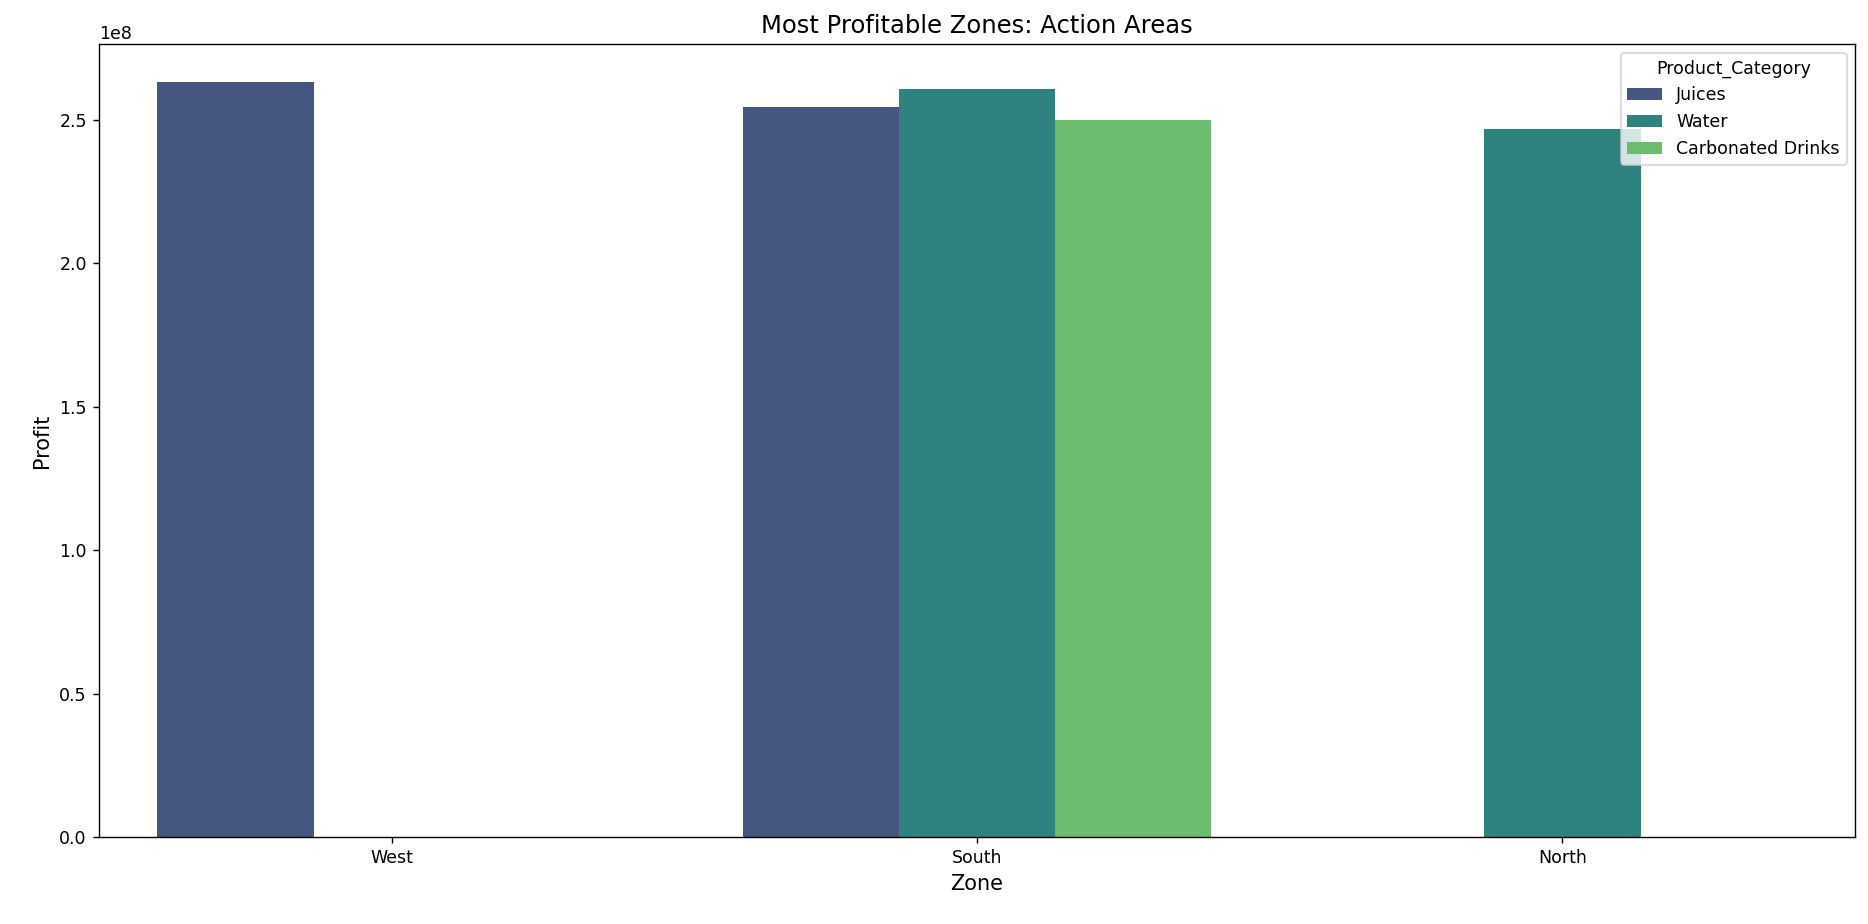 Most Profitable Zones: Action Areas
1e8
Product_Category
Juices
Water
Carbonated Drinks
2.5
2.0
1.5
1.0
0.5
0.0
Profit
West
South
North
Zone